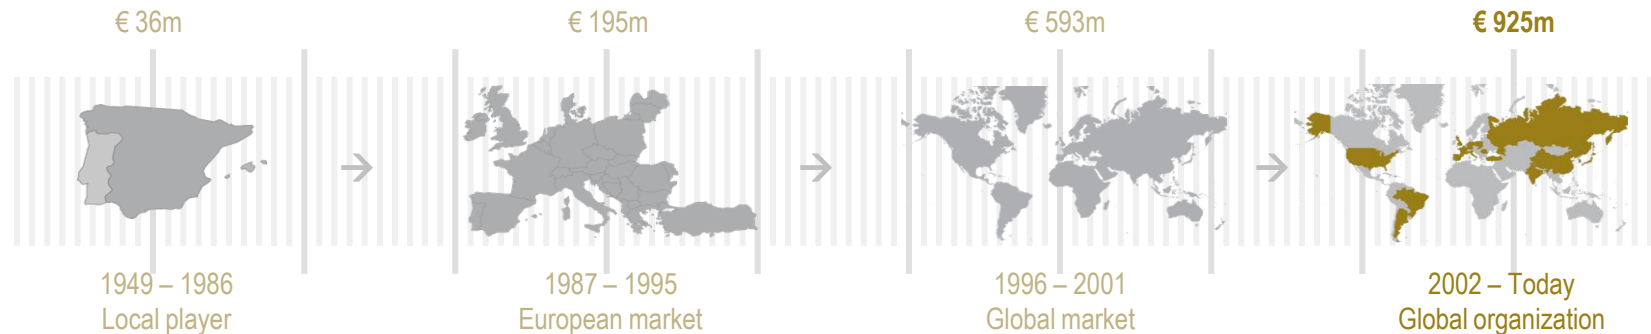 € 36m
€ 195m
€ 593m
€ 925m
1949 – 1986
Local player
1987 – 1995
European market
1996 – 2001
Global market
2002 – Today
Global organization